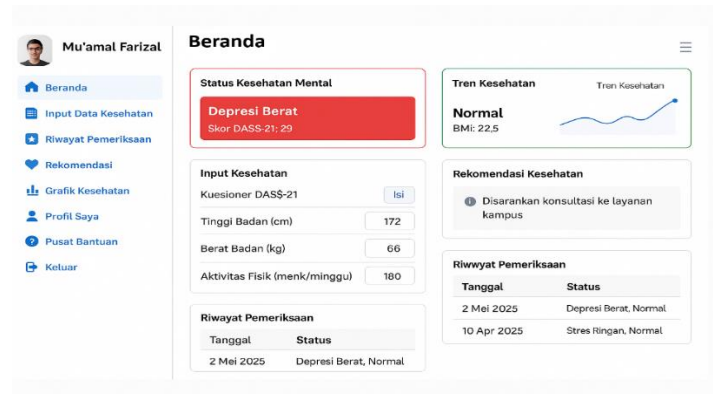 Mu'amal Farizal
Beranda
Input Data Kesehatan
Riwayat Pemeriksaan
Rekomendasi
Grafik Kesehatan
Profil Saya
Pusat Bantuan
Keluar
Beranda
Status Kesehatan Mental
Depresi Berat
Skor DASS-21; 29
Input Kesehatan
Kuesioner DAS$-21 Isi
Tinggi Badan (cm) 172
Berat Badan (kg) 66
Aktivitas Fisik (menk/minggu) 180
Riwayat Pemeriksaan
Tanggal Status
2 Mei 2025 Depresi Berat, Normal
Tren Kesehatan Tren Kesehatan
Normal
BMi: 22,5
Rekomendasi Kesehatan
Disarankan konsultasi ke layanan
kampus
Riwwyat Pemeriksaan
Tanggal Status
2 Mei 2025 Depresi Berat, Normal
10 Apr 2025 Stres Ringan, Normal